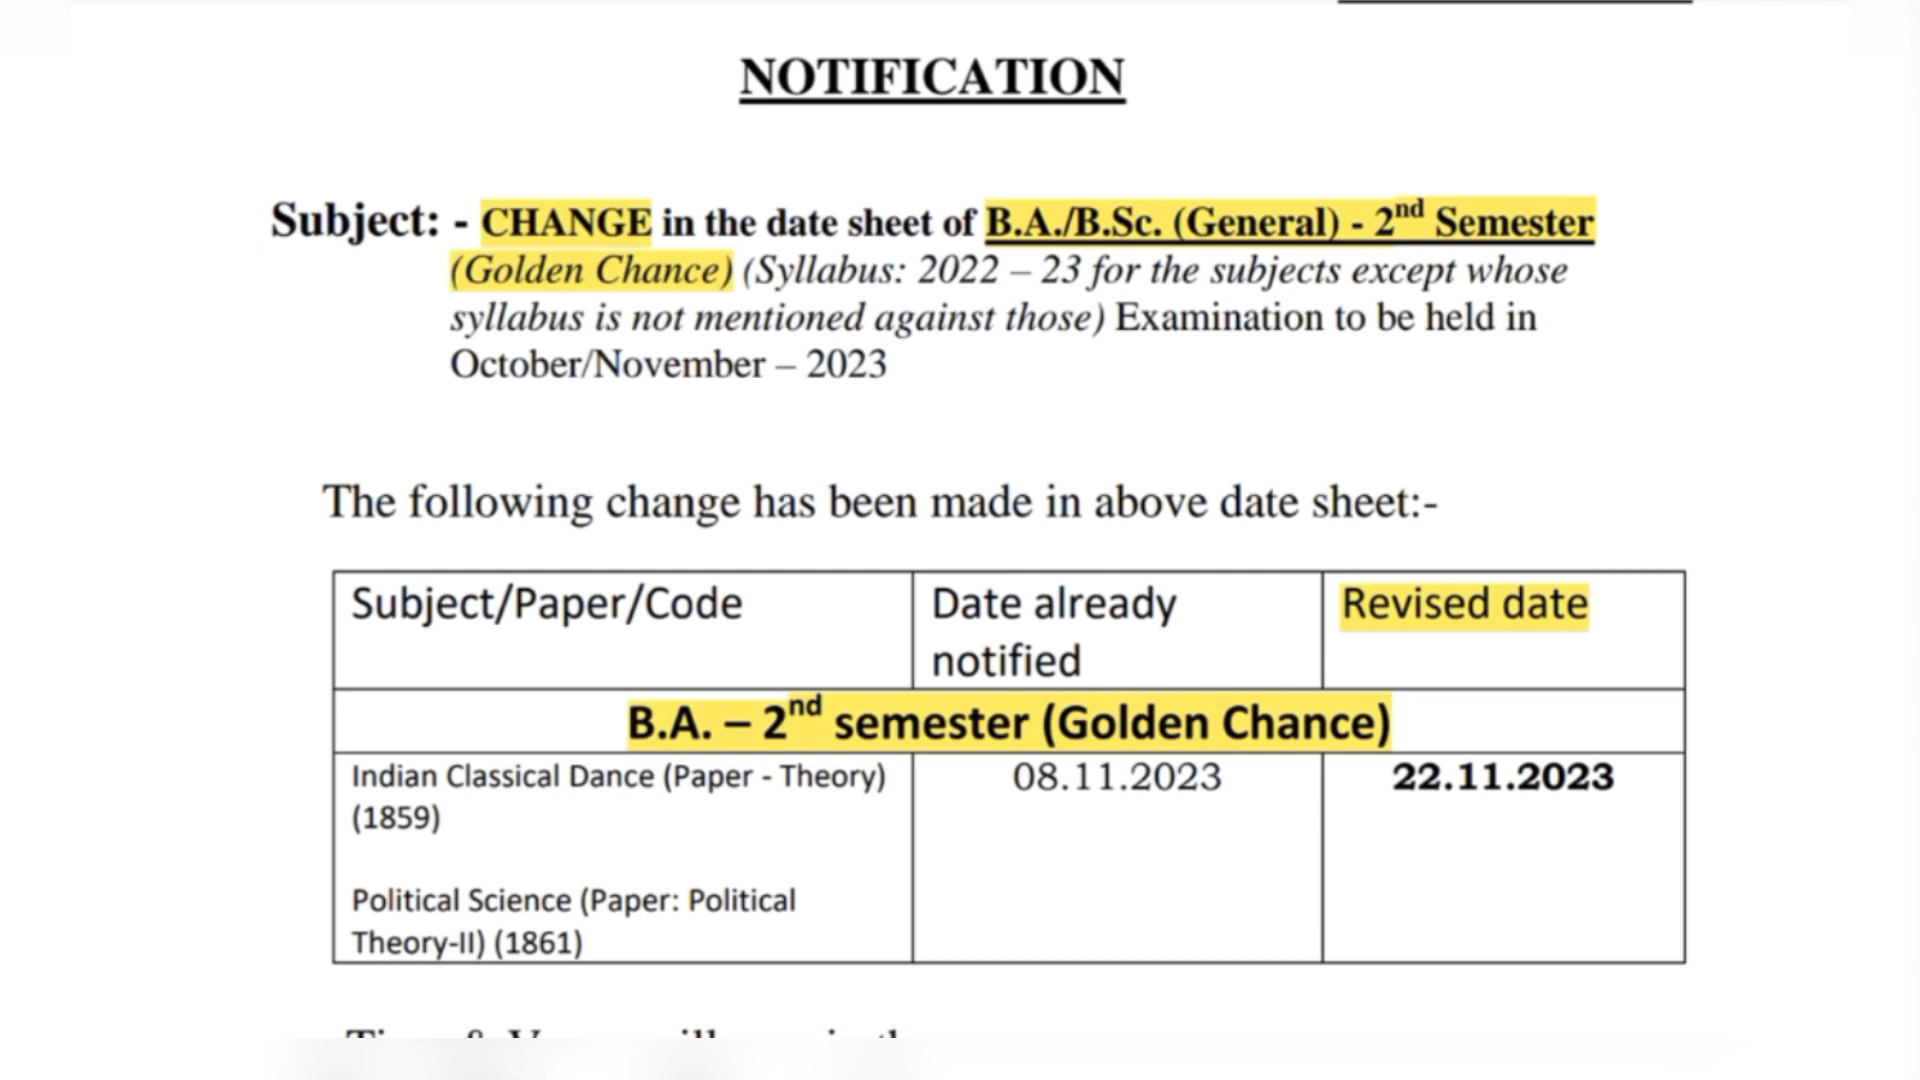 NOTIFICATION
Subject: - CHANGE in the date sheet of B.A./B.Sc. (General) - 2nd Semester
(Golden Chance) (Syllabus: 2022 – 23 for the subjects except whose
syllabus is not mentioned against those) Examination to be held in
October/November – 2023
The following change has been made in above date sheet:-
Subject/Paper/Code Date already Revised date
notified
B.A. – 2nd semester (Golden Chance)
Indian Classical Dance (Paper - Theory) 08.11.2023 22.11.2023
(1859)
Political Science (Paper: Political
Theory-II) (1861)